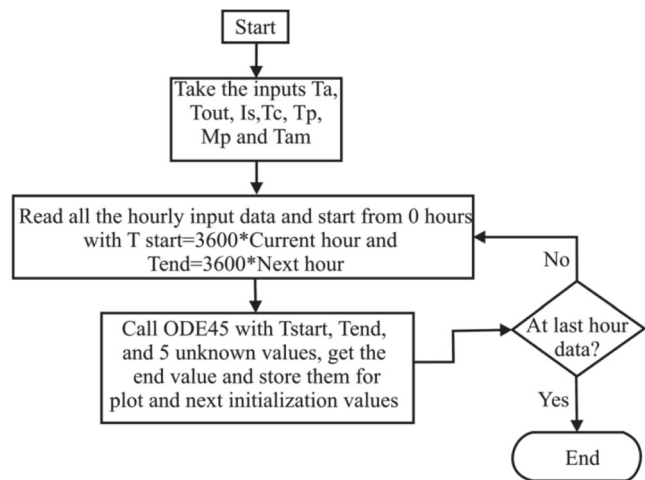 Start
Take the inputs Ta,
Tout, Is,Tc, Tp,
Mp and Tam
Read all the hourly input data and start from 0 hours
with T start=3600*Current hour and
Tend=3600*Next hour
Call ODE45 with Tstart, Tend,
and 5 unknown values, get the
end value and store them for
plot and next initialization values
At last hour
data?
No
Yes
End